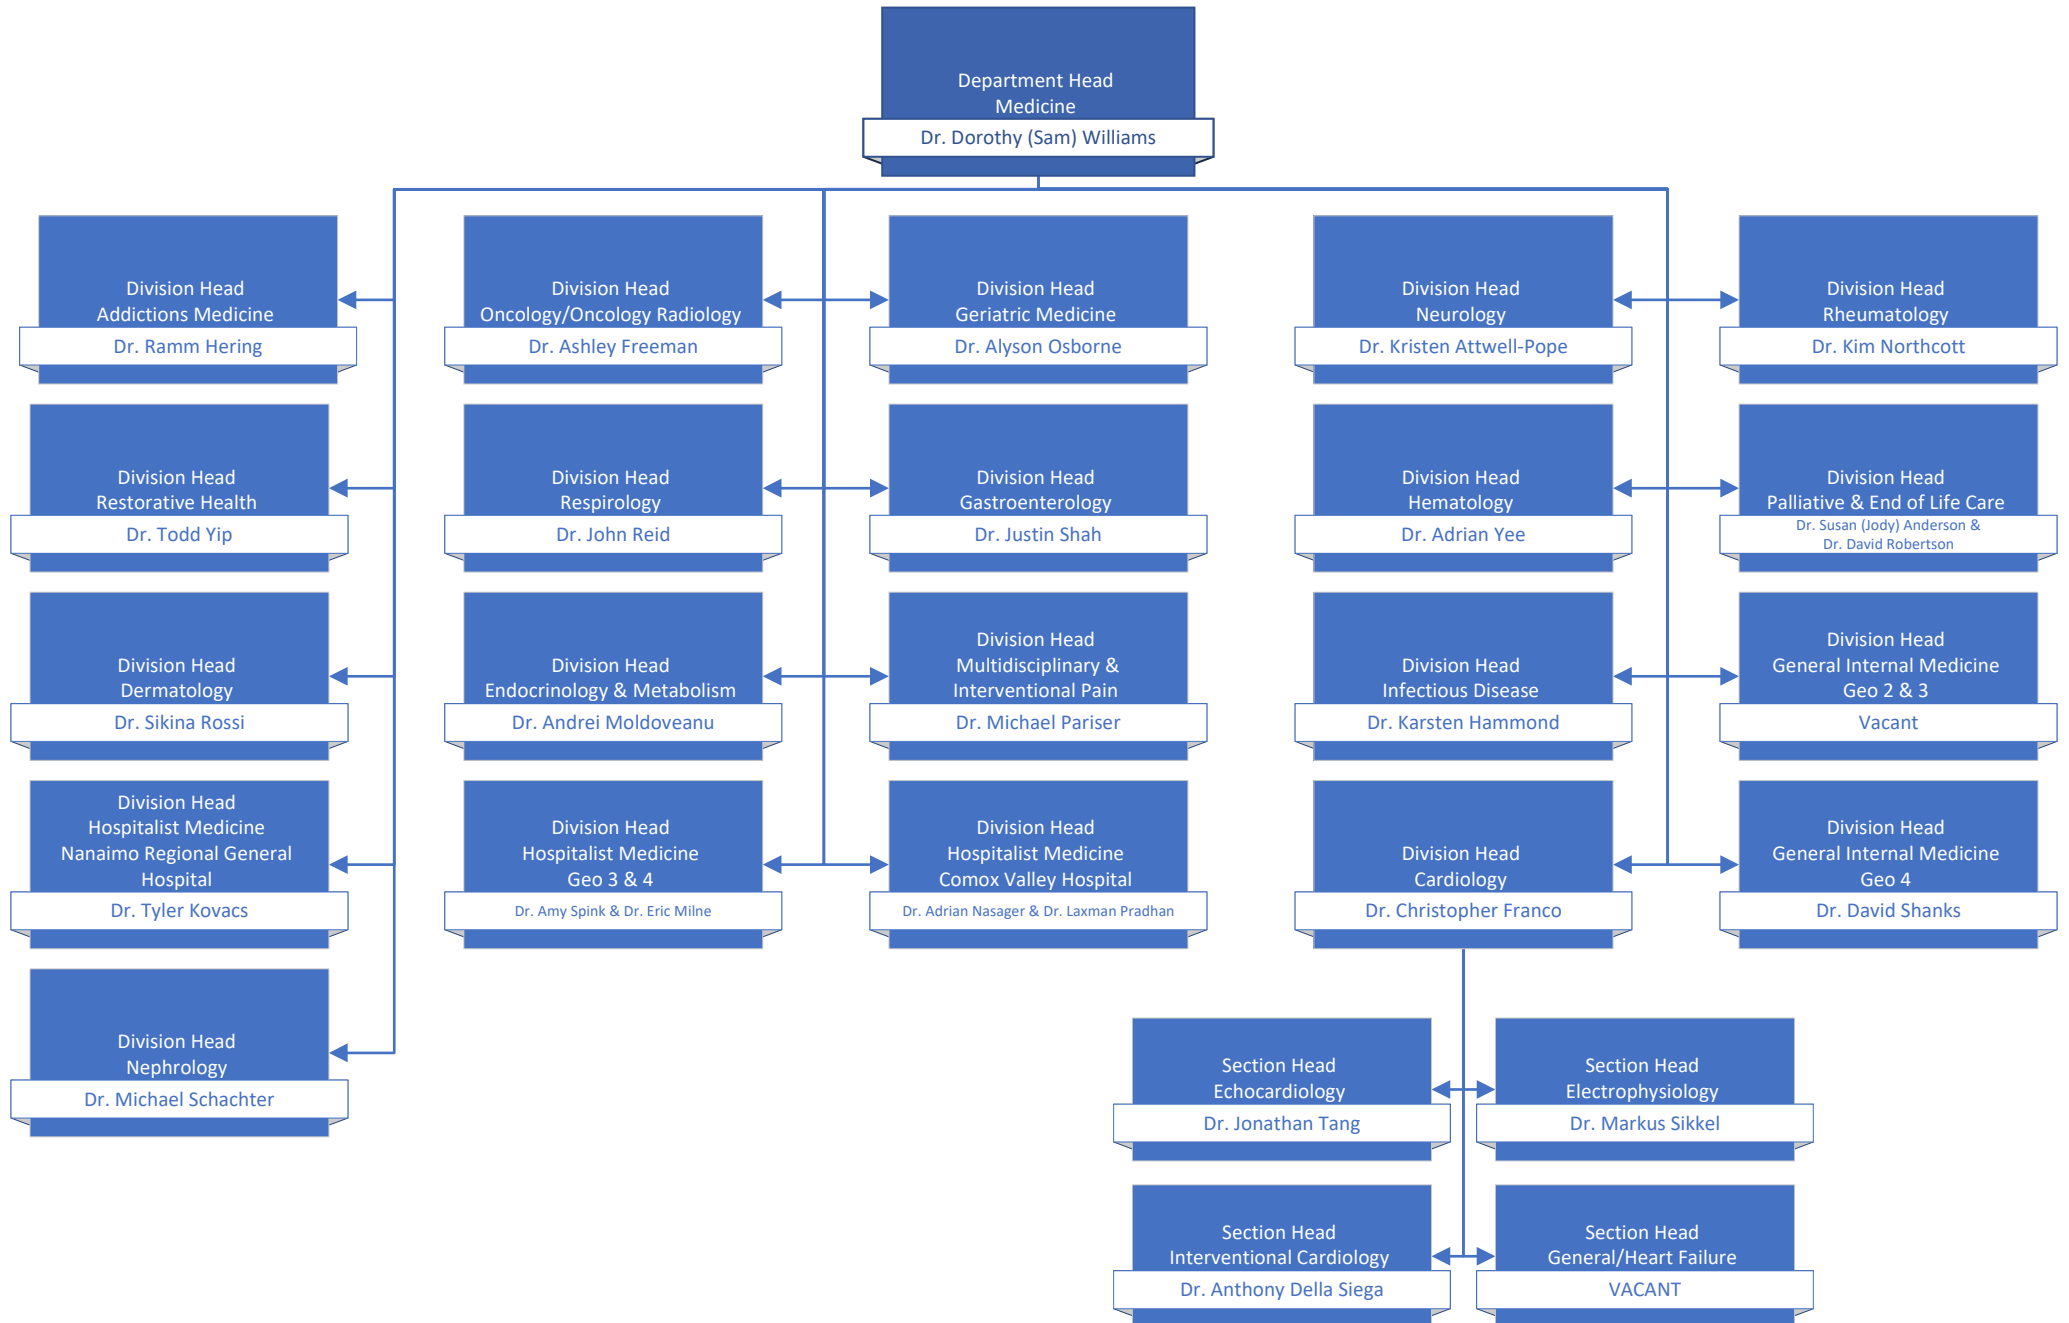 Department Head
Medicine
Dr. Dorothy (Sam) Williams
Division Head
Addictions Medicine
Dr. Ramm Hering
Division Head
Oncology/Oncology Radiology
Dr. Ashley Freeman
Division Head
Geriatric Medicine
Dr. Alyson Osborne
Division Head
Neurology
Dr. Kristen Attwell-Pope
Division Head
Rheumatology
Dr. Kim Northcott
Division Head
Restorative Health
Dr. Todd Yip
Division Head
Respirology
Dr. John Reid
Division Head
Gastroenterology
Dr. Justin Shah
Division Head
Hematology
Dr. Adrian Yee
Division Head
Palliative & End of Life Care
Dr. Susan (Jody) Anderson &
Dr. David Robertson
Division Head
Dermatology
Dr. Sikina Rossi
Division Head
Endocrinology & Metabolism
Dr. Andrei Moldoveanu
Division Head
Multidisciplinary &
Interventional Pain
Dr. Michael Pariser
Division Head
Infectious Disease
Dr. Karsten Hammond
Division Head
General Internal Medicine
Geo 2 & 3
Vacant
Division Head
Hospitalist Medicine
Nanaimo Regional General
Hospital
Dr. Tyler Kovacs
Division Head
Hospitalist Medicine
Geo 3 & 4
Dr. Amy Spink & Dr. Eric Milne
Division Head
Hospitalist Medicine
Comox Valley Hospital
Dr. Adrian Nasager & Dr. Laxman Pradhan
Division Head
Cardiology
Dr. Christopher Franco
Division Head
General Internal Medicine
Geo 4
Dr. David Shanks
Division Head
Nephrology
Dr. Michael Schachter
Section Head
Echocardiology
Dr. Jonathan Tang
Section Head
Electrophysiology
Dr. Markus Sikkel
Section Head
Interventional Cardiology
Dr. Anthony Della Siega
Section Head
General/Heart Failure
VACANT